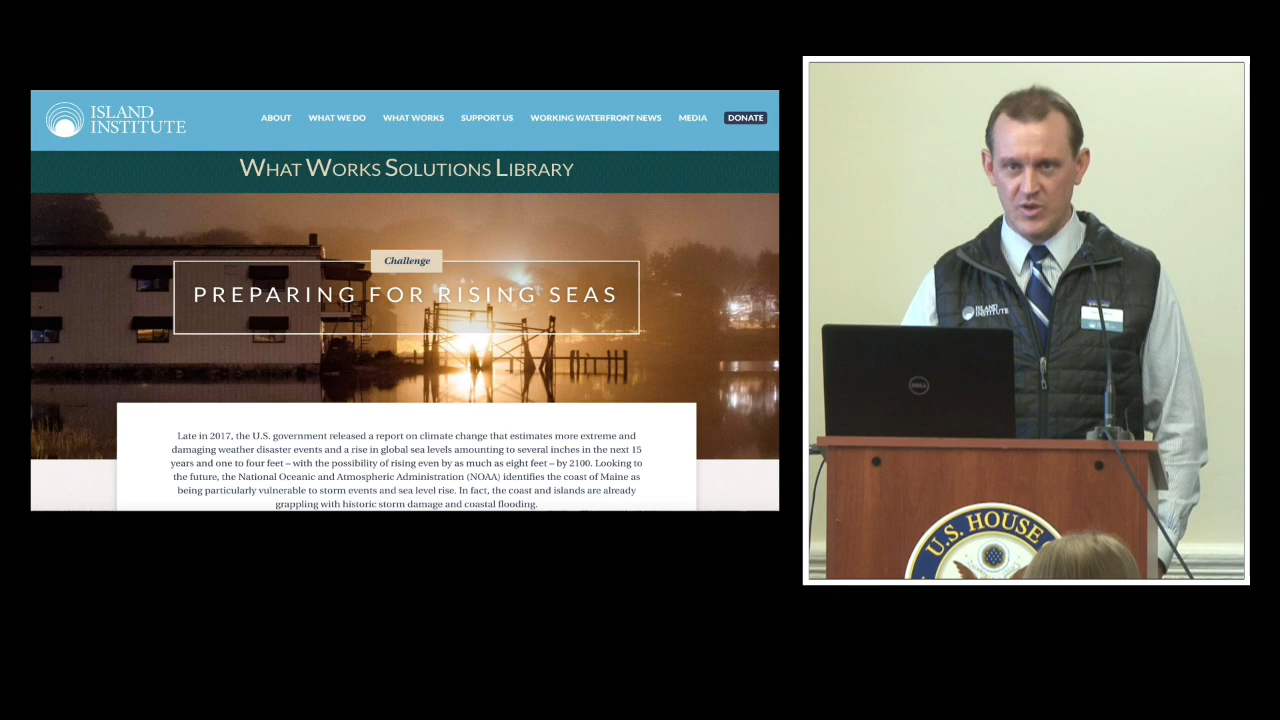 ISLAND
INSTITUTE
ABOUT WHAT WE DO WHAT WORKS SUPPORT US WORKING WATERFRONT NEWS MEDIA DONATE
WHAT WORKS SOLUTIONS LIBRARY
Challenge
PREPARING FOR RISING SEAS
Late in 2017, the U.S. government released a report on climate change that estimates more extreme and
damaging weather disaster events and a rise in global sea levels amounting to several inches in the next 15
years and one to four feet – with the possibility of rising even by as much as eight feet – by 2100. Looking to
the future, the National Oceanic and Atmospheric Administration (NOAA) identifies the coast of Maine as
being particularly vulnerable to storm events and sea level rise. In fact, the coast and islands are already
grappling with historic storm damage and coastal flooding.
ISLAND
INSTITUTE
DELL
U.S. HOUSE